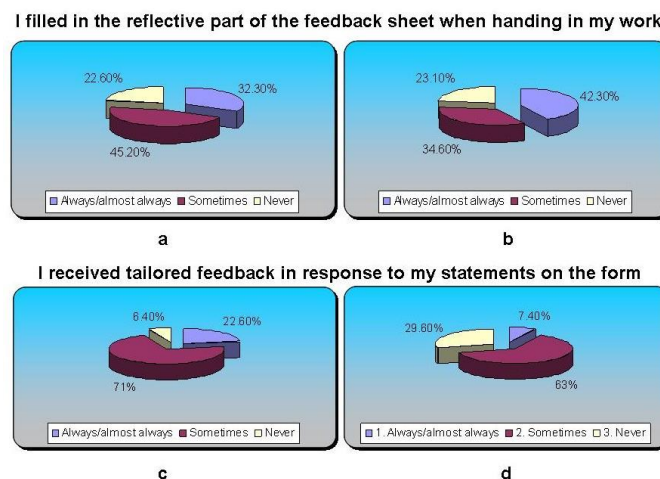 I filled in the reflective part of the feedback sheet when handing in my work
22.60%
32.30%
45.20%
Always/almost always Sometimes Never
a
23.10%
42.30%
34.60%
Always/almost always Sometimes Never
b
I received tailored feedback in response to my statements on the form
6.40%
22.60%
71%
Always/almost always Sometimes Never
c
7.40%
29.60%
63%
1. Always/almost always 2. Sometimes 3. Never
d